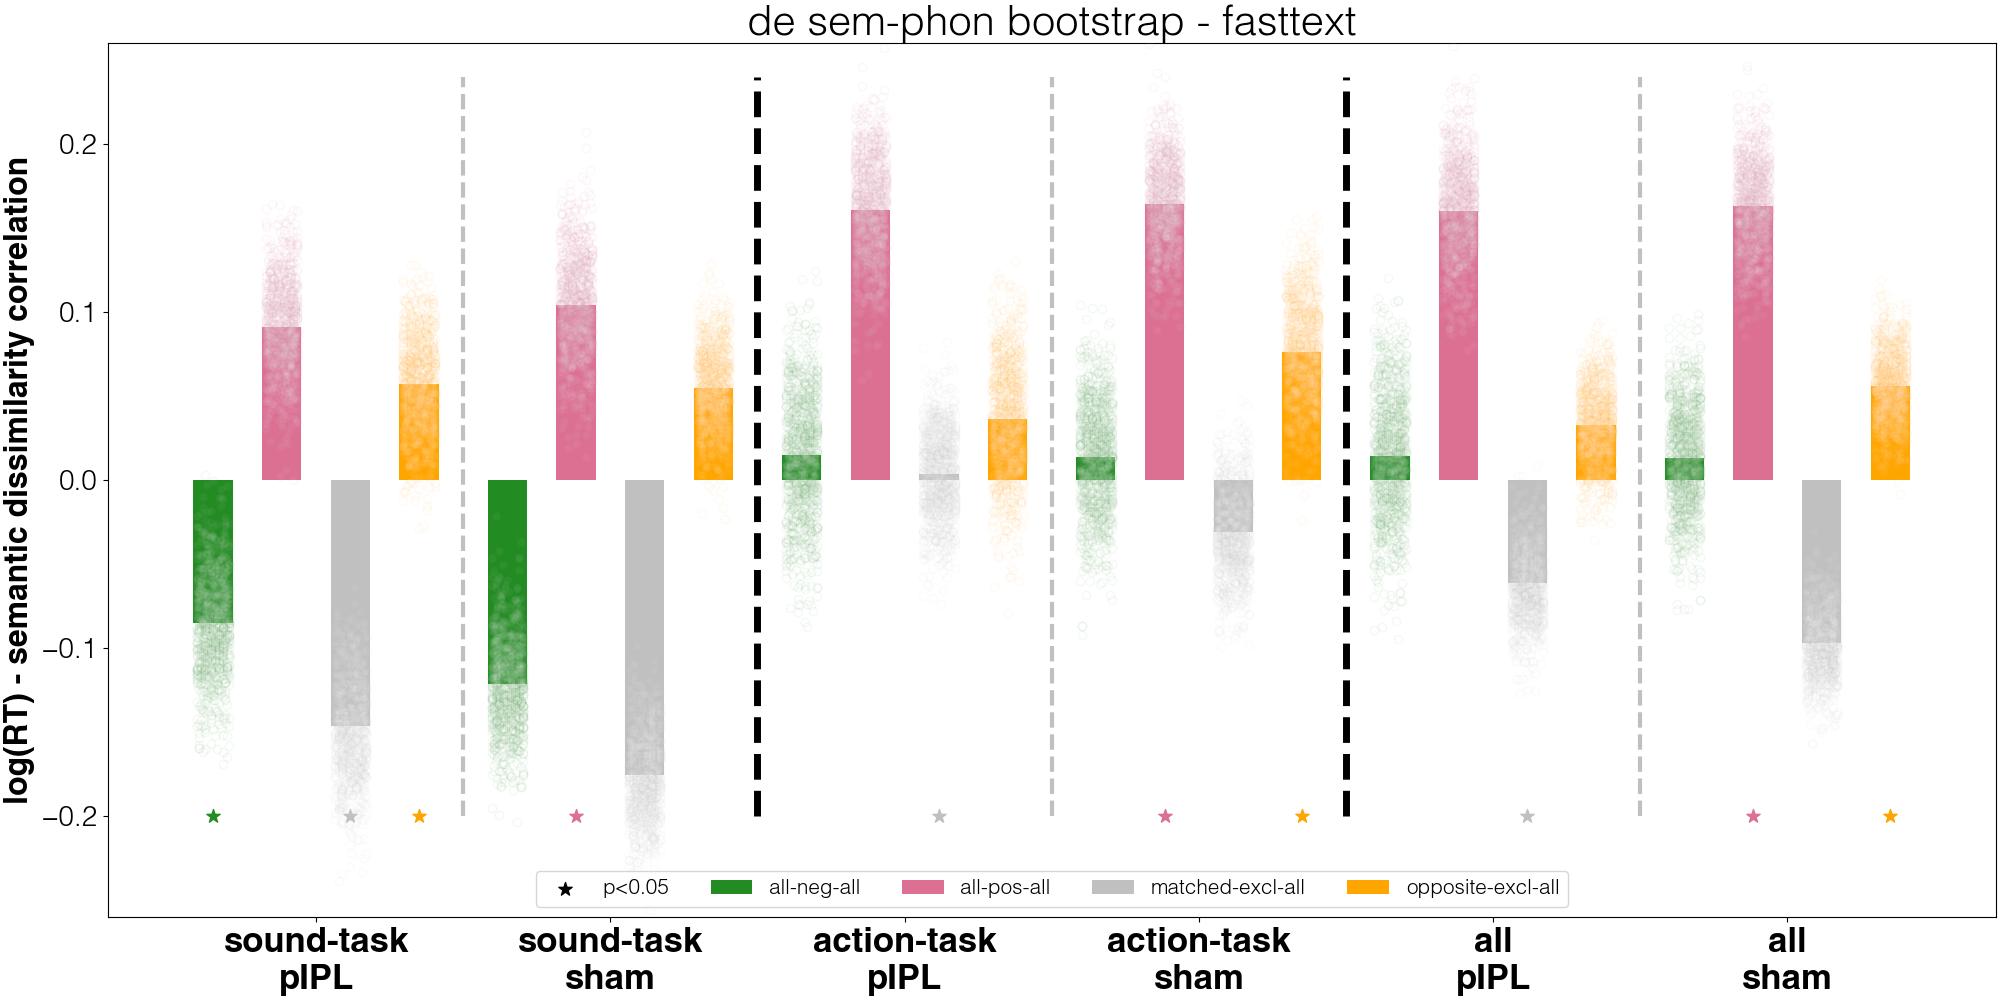 de sem-phon bootstrap - fasttext
log(RT) - semantic dissimilarity correlation
0.2
0.1
0.0
−0.1
−0.2
p<0.05
all-neg-all
all-pos-all
matched-excl-all
opposite-excl-all
sound-task
pIPL
sound-task
sham
action-task
pIPL
action-task
sham
all
pIPL
all
sham